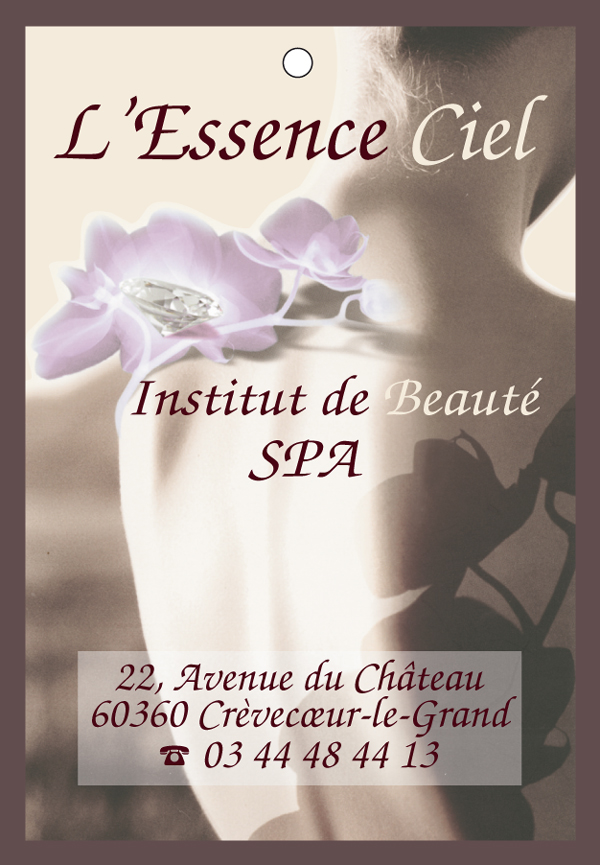 L'Essence Ciel
Institut de Beauté
SPA
22, Avenue du Château
60360 Crèvecœur-le-Grand
☎ 03 44 48 44 13